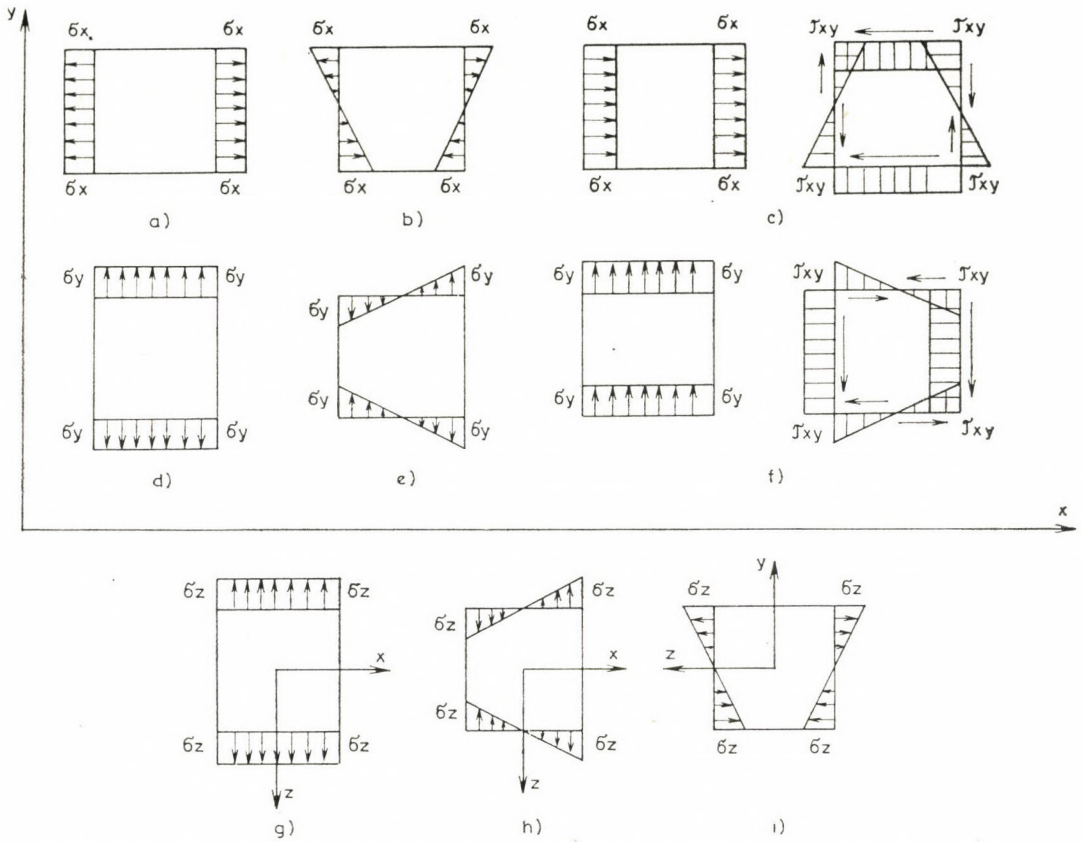 y
бx. бx бx бx бx бx 𝒯xy 𝒯xy
бx бx бx бx бx бx 𝒯xy 𝒯xy
a) b) c)
бy бy бy бy бy 𝒯xy 𝒯xy
бy бy бy бy бy бy 𝒯xy 𝒯xy
d) e) f)
x
y
бz бz бz бz бz бz
x x z
бz бz бz бz бz бz
z z
g) h) i)